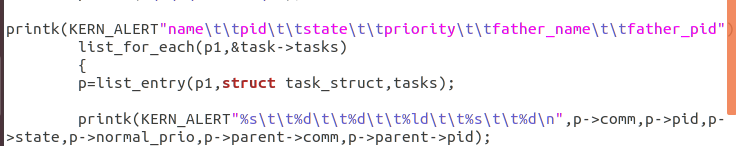 printk(KERN_ALERT"name\t\tpid\t\tstate\t\tpriority\t\tfather_name\t\tfather_pid")
list_for_each(p1,&task->tasks)
{
p=list_entry(p1,struct task_struct,tasks);
printk(KERN_ALERT"%s\t\t%d\t\t%d\t\t%ld\t\t%s\t\t%d\n",p->comm,p->pid,p-
>state,p->normal_prio,p->parent->comm,p->parent->pid);